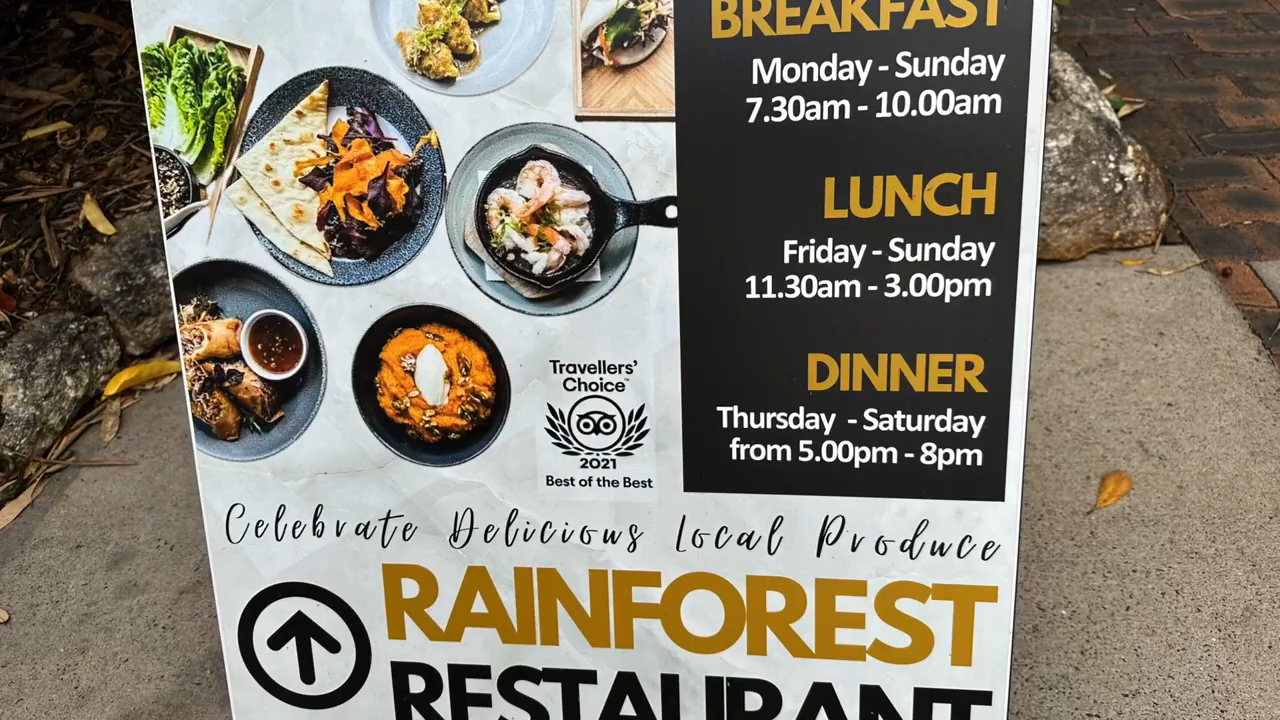 BREAKFAST
Monday - Sunday
7.30am - 10.00am
LUNCH
Friday - Sunday
11.30am - 3.00pm
DINNER
Thursday - Saturday
from 5.00pm - 8pm
Travellers'
Choice™
2021
Best of the Best
Celebrate Delicious Local Produce
RAINFOREST
RESTAURANT